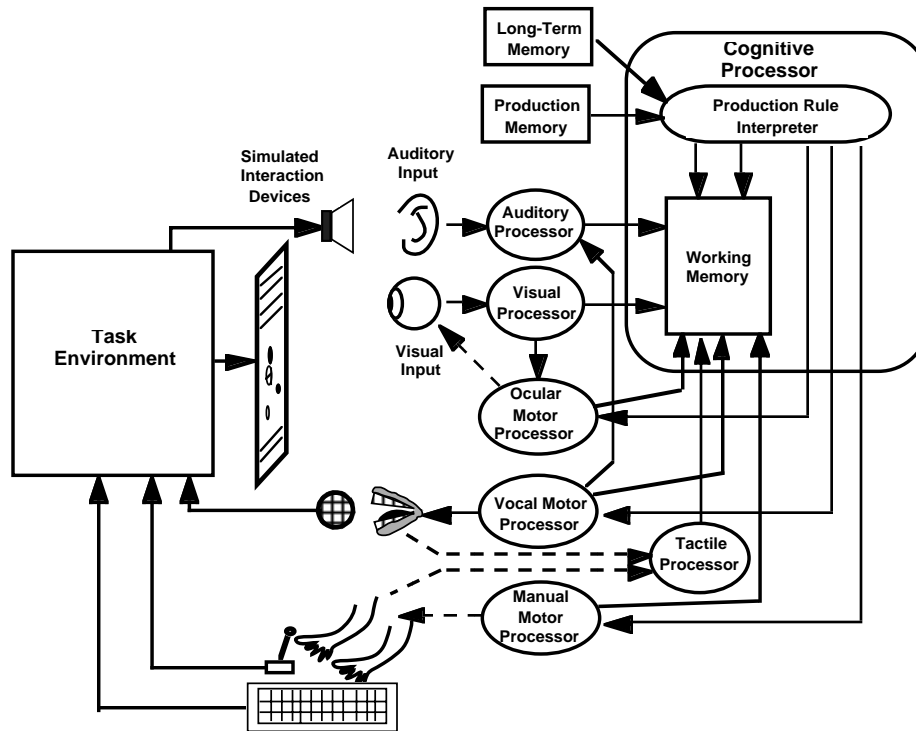 Long-Term
Memory
Cognitive
Processor
Production
Memory
Production Rule
Interpreter
Simulated
Interaction
Devices
Auditory
Input
Auditory
Processor
Working
Memory
Visual
Processor
Task
Environment
Visual
Input
Ocular
Motor
Processor
Vocal Motor
Processor
Tactile
Processor
Manual
Motor
Processor